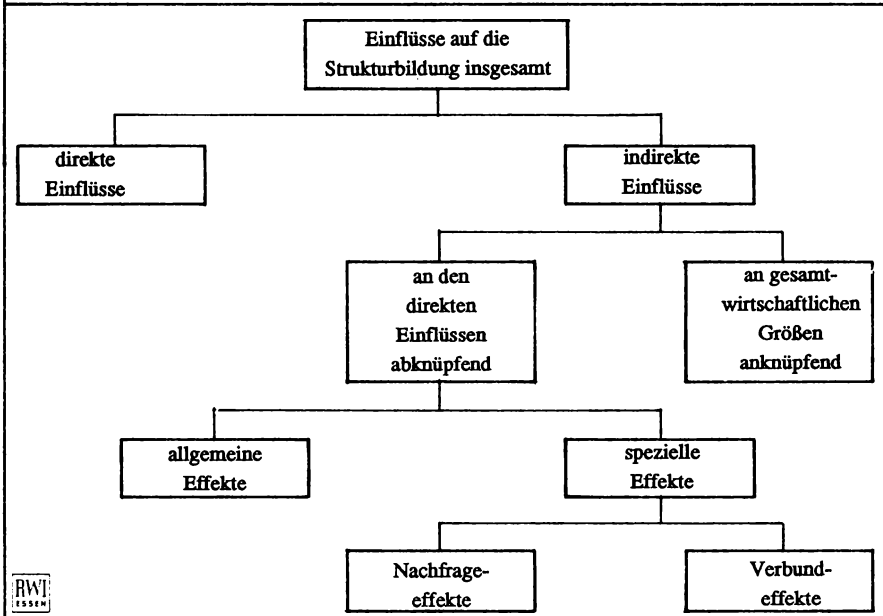 Einflüsse auf die
Strukturbildung insgesamt
direkte
Einflüsse
indirekte
Einflüsse
an den
direkten
Einflüssen
abknüpfend
an gesamt-
wirtschaftlichen
Größen
anknüpfend
allgemeine
Effekte
spezielle
Effekte
Nachfrage-
effekte
Verbund-
effekte
RWI
ESSEN